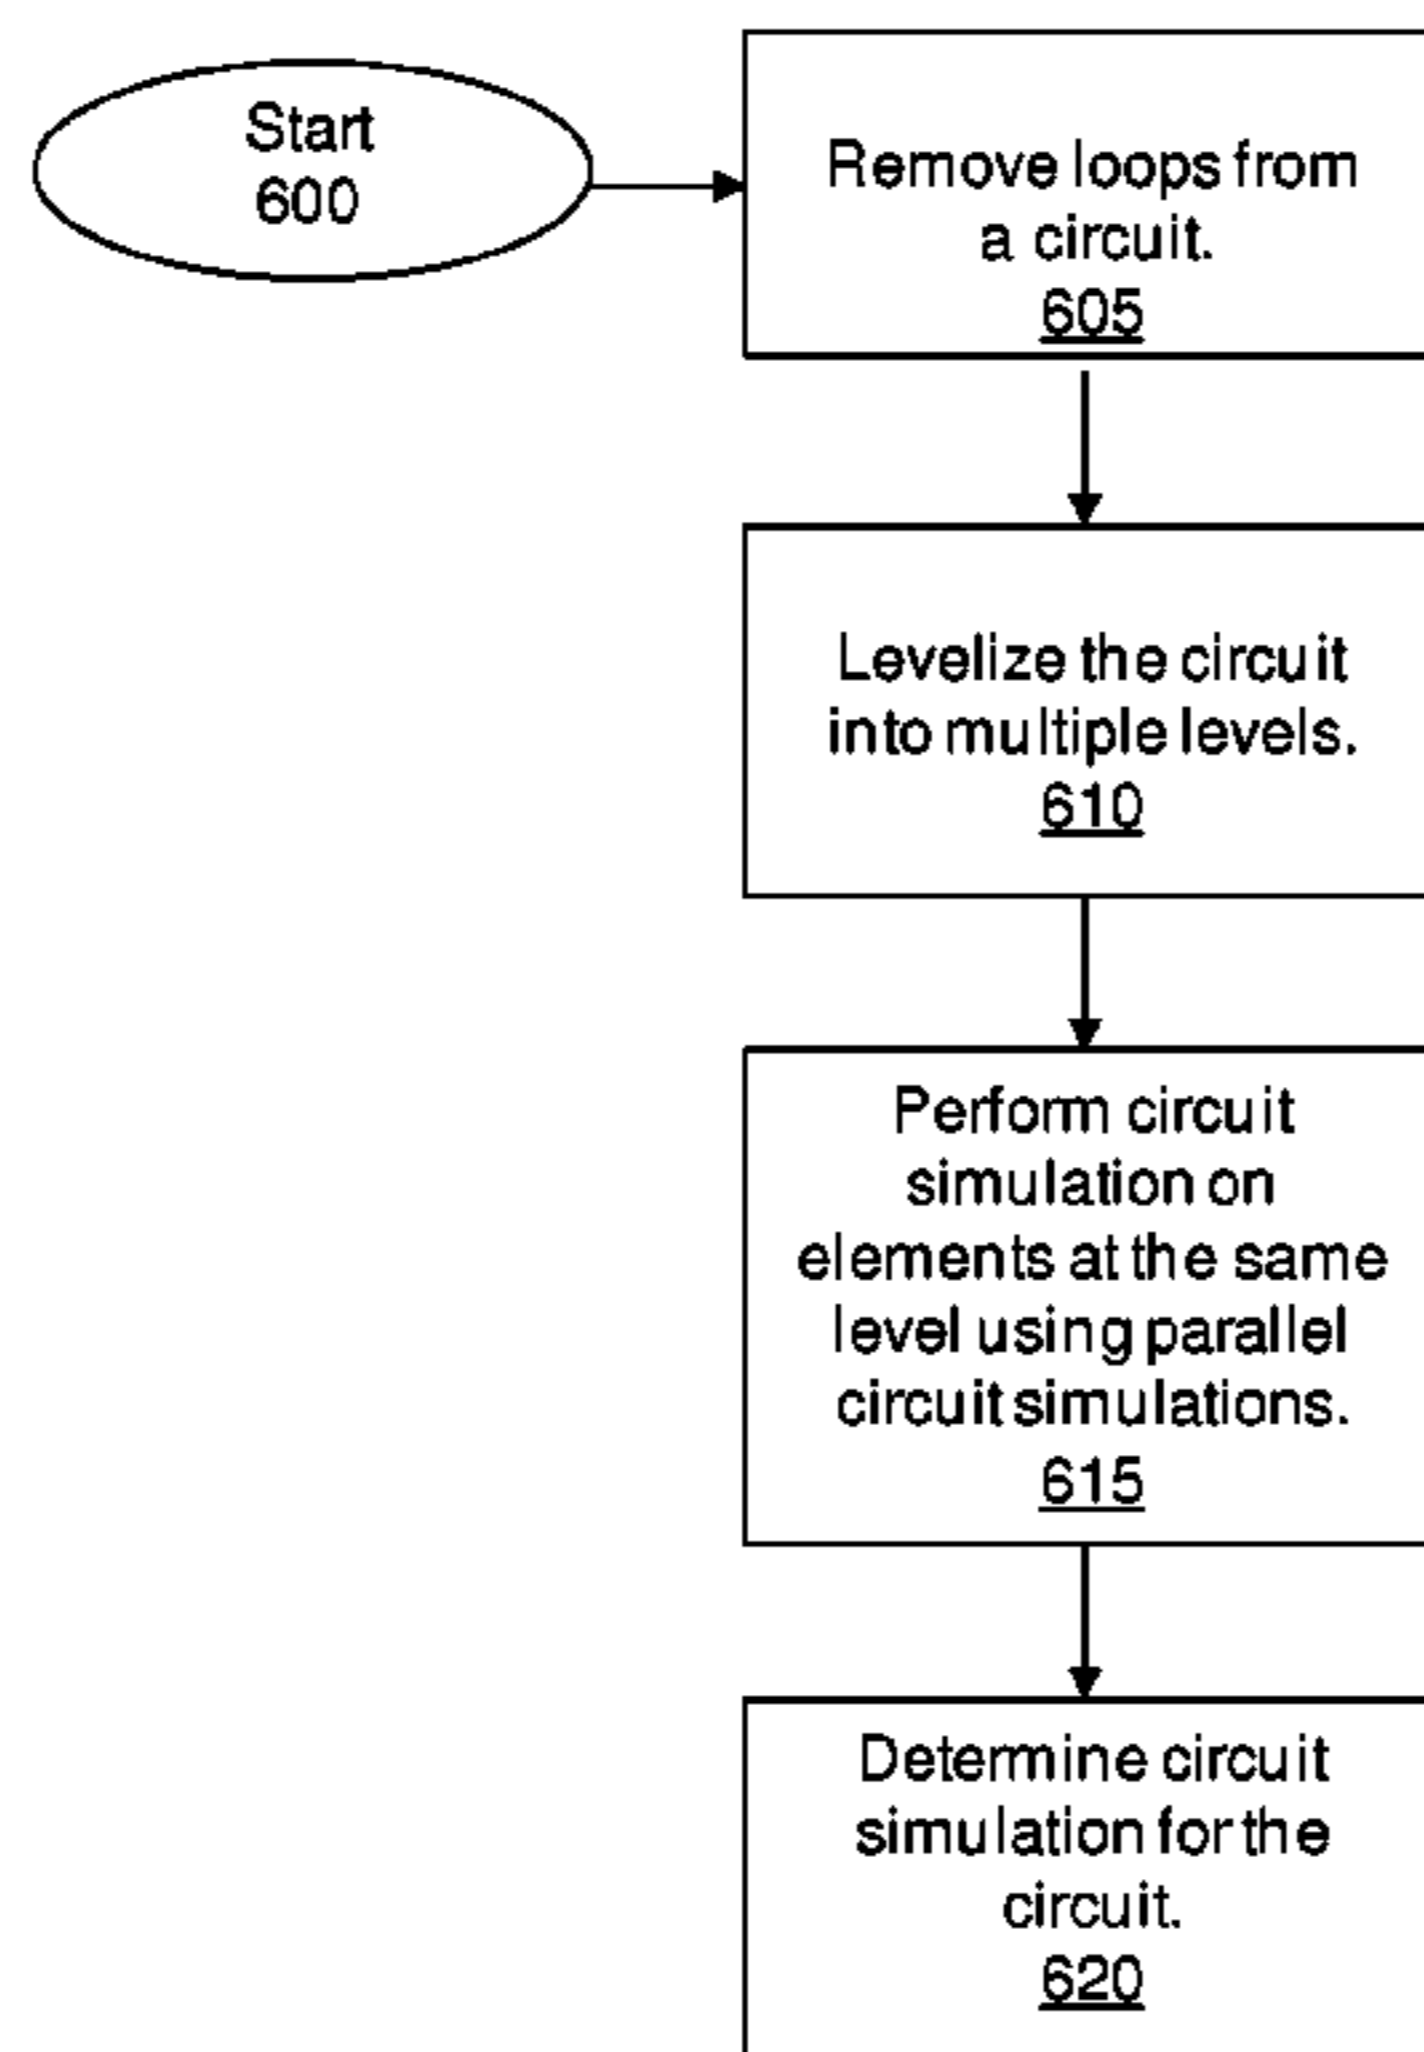 Start
600
Remove loops from
a circuit.
605
Levelize the circuit
into multiple levels.
610
Perform circuit
simulation on
elements at the same
level using parallel
circuit simulations.
615
Determine circuit
simulation for the
circuit.
620